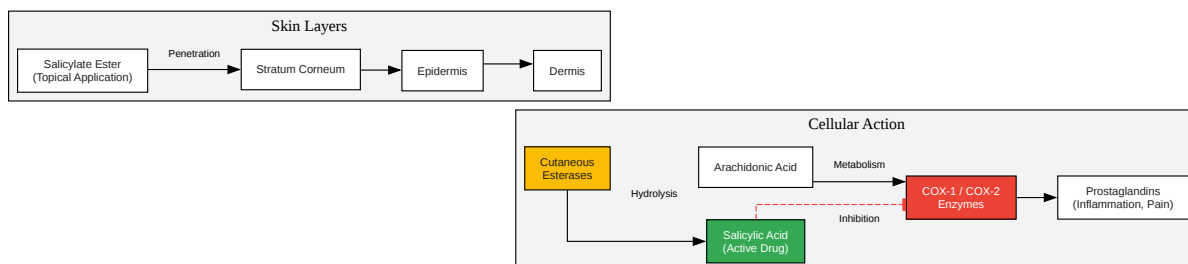 Skin Layers
Salicylate Ester
(Topical Application)
Penetration
Stratum Corneum
Epidermis
Dermis
Cellular Action
Cutaneous
Esterases
Hydrolysis
Arachidonic Acid
Metabolism
COX-1 / COX-2
Enzymes
Prostaglandins
(Inflammation, Pain)
Salicylic Acid
(Active Drug)
Inhibition